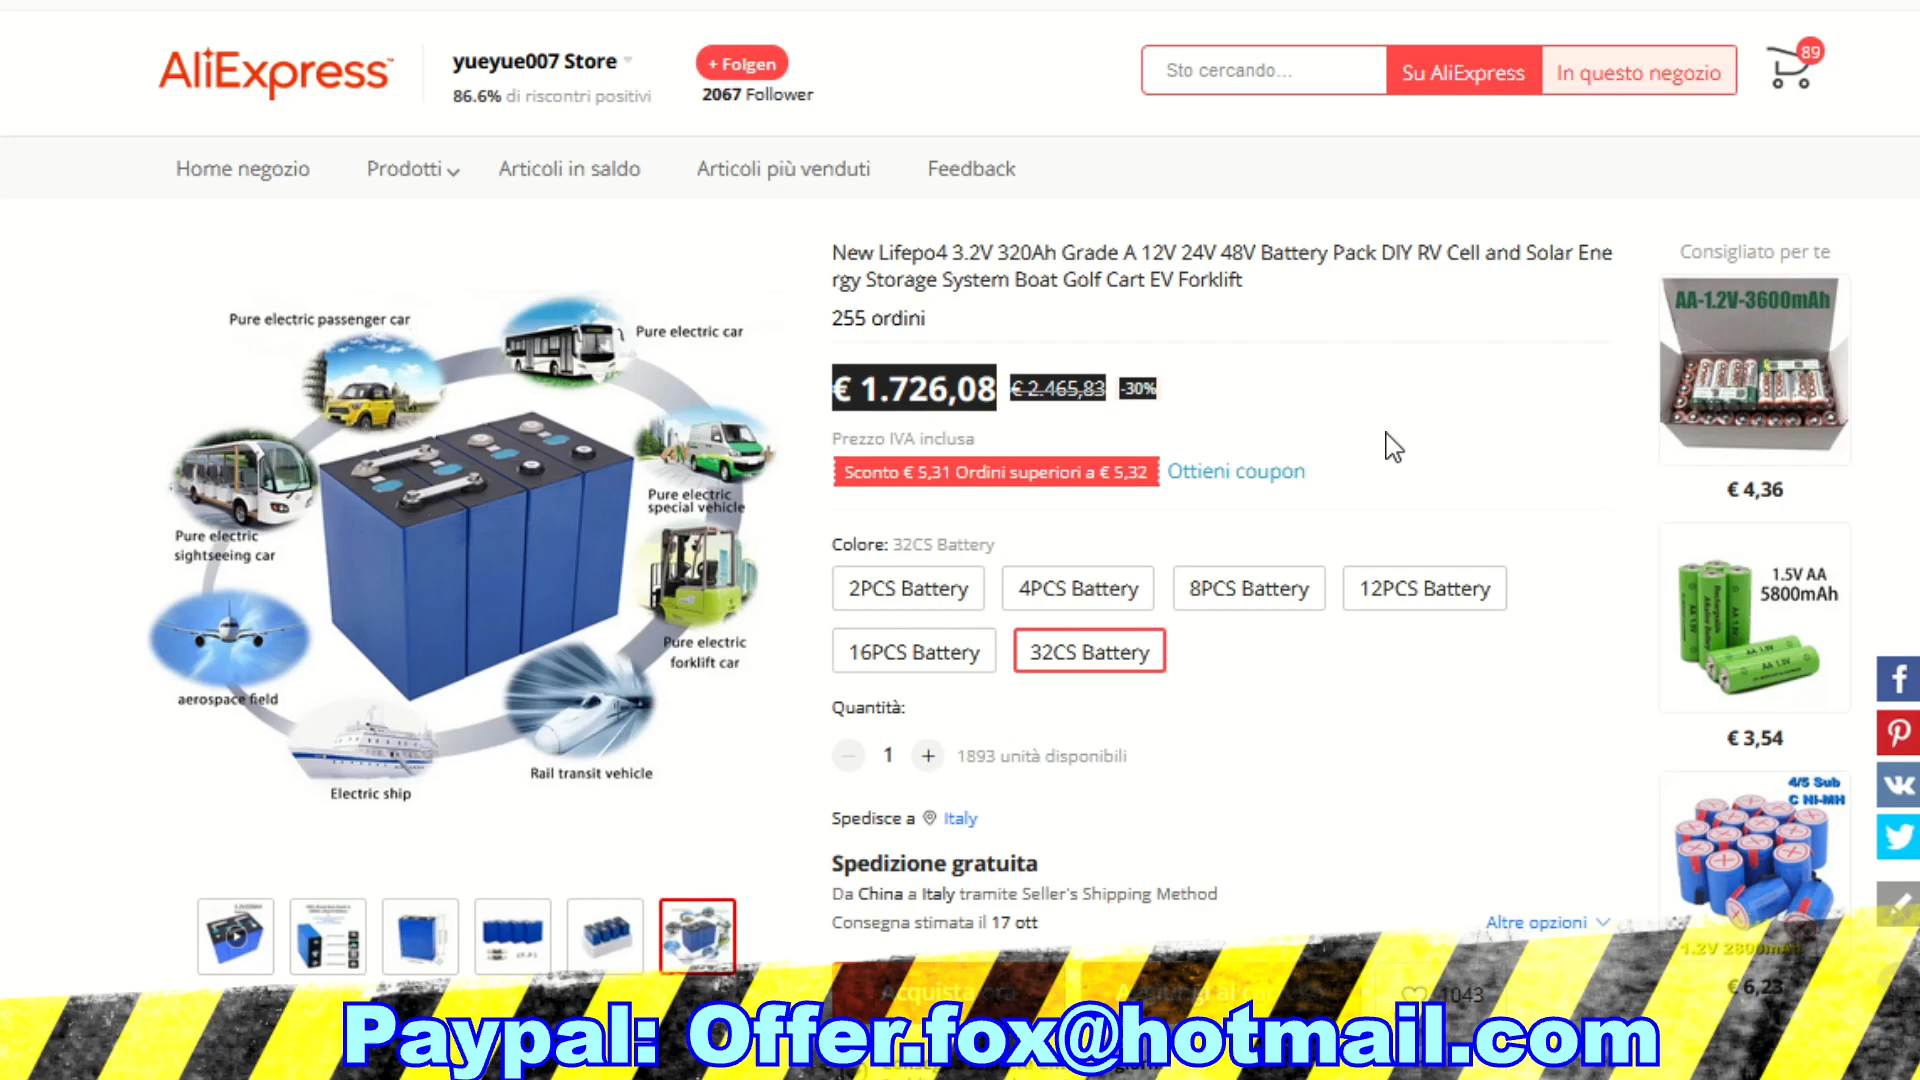 AliExpress
yueyue007 Store
86.6% di riscontri positivi
+ Folgen
2067 Follower
Sto cercando...
Su AliExpress
In questo negozio
89
Home negozio
Prodotti
Articoli in saldo
Articoli più venduti
Feedback
Pure electric passenger car
Pure electric car
Pure electric
special vehicle
Pure electric
sightseeing car
Pure electric
forklift car
aerospace field
Rail transit vehicle
Electric ship
New Lifepo4 3.2V 320Ah Grade A 12V 24V 48V Battery Pack DIY RV Cell and Solar Ene
rgy Storage System Boat Golf Cart EV Forklift
255 ordini
€ 1.726,08 € 2.465,83 -30%
Prezzo IVA inclusa
Sconto € 5,31 Ordini superiori a € 5,32 Ottieni coupon
Colore: 32CS Battery
2PCS Battery
4PCS Battery
8PCS Battery
12PCS Battery
16PCS Battery
32CS Battery
Quantità:
1 + 1893 unità disponibili
Spedisce a Italy
Spedizione gratuita
Da China a Italy tramite Seller's Shipping Method
Consegna stimata il 17 ott
Altre opzioni
Consigliato per te
AA-1.2V-3600mAh
€ 4,36
1.5V AA
5800mAh
€ 3,54
4/5 Sub
C Ni-MH
1.2V 2800mAh
€ 6,23
1043
Paypal: Offer.fox@hotmail.com